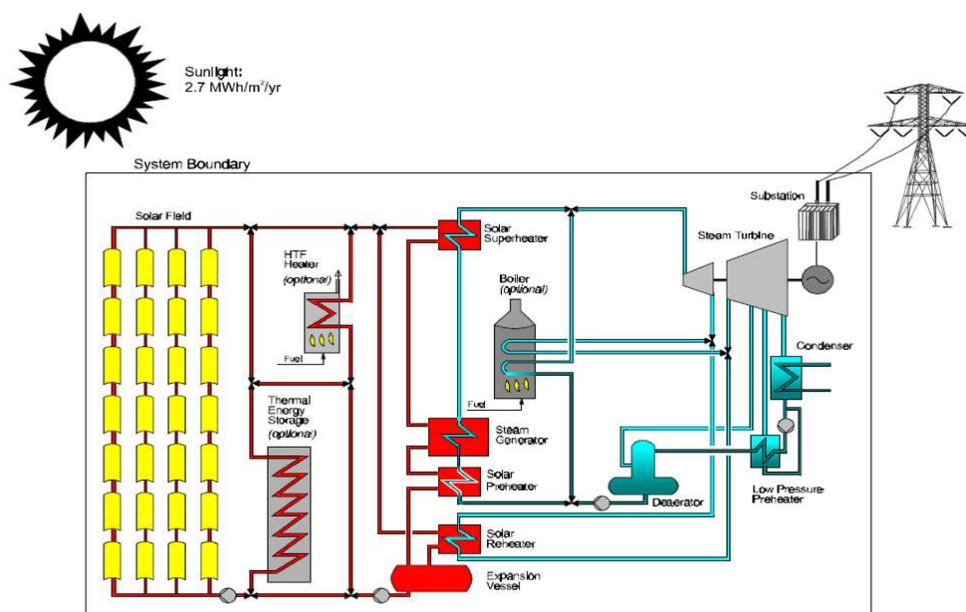 Sunlight:
2.7 MWh/m²/yr
System Boundary
Substation
Solar Field
Solar
Superheater
Steam Turbine
HTF
Heater
(optional)
Boiler
(optional)
Fuel
Condenser
Thermal
Energy
Storage
(optional)
Fuel
Steam
Generator
Solar
Preheater
Deaerator
Low Pressure
Preheater
Solar
Reheater
Expansion
Vessel